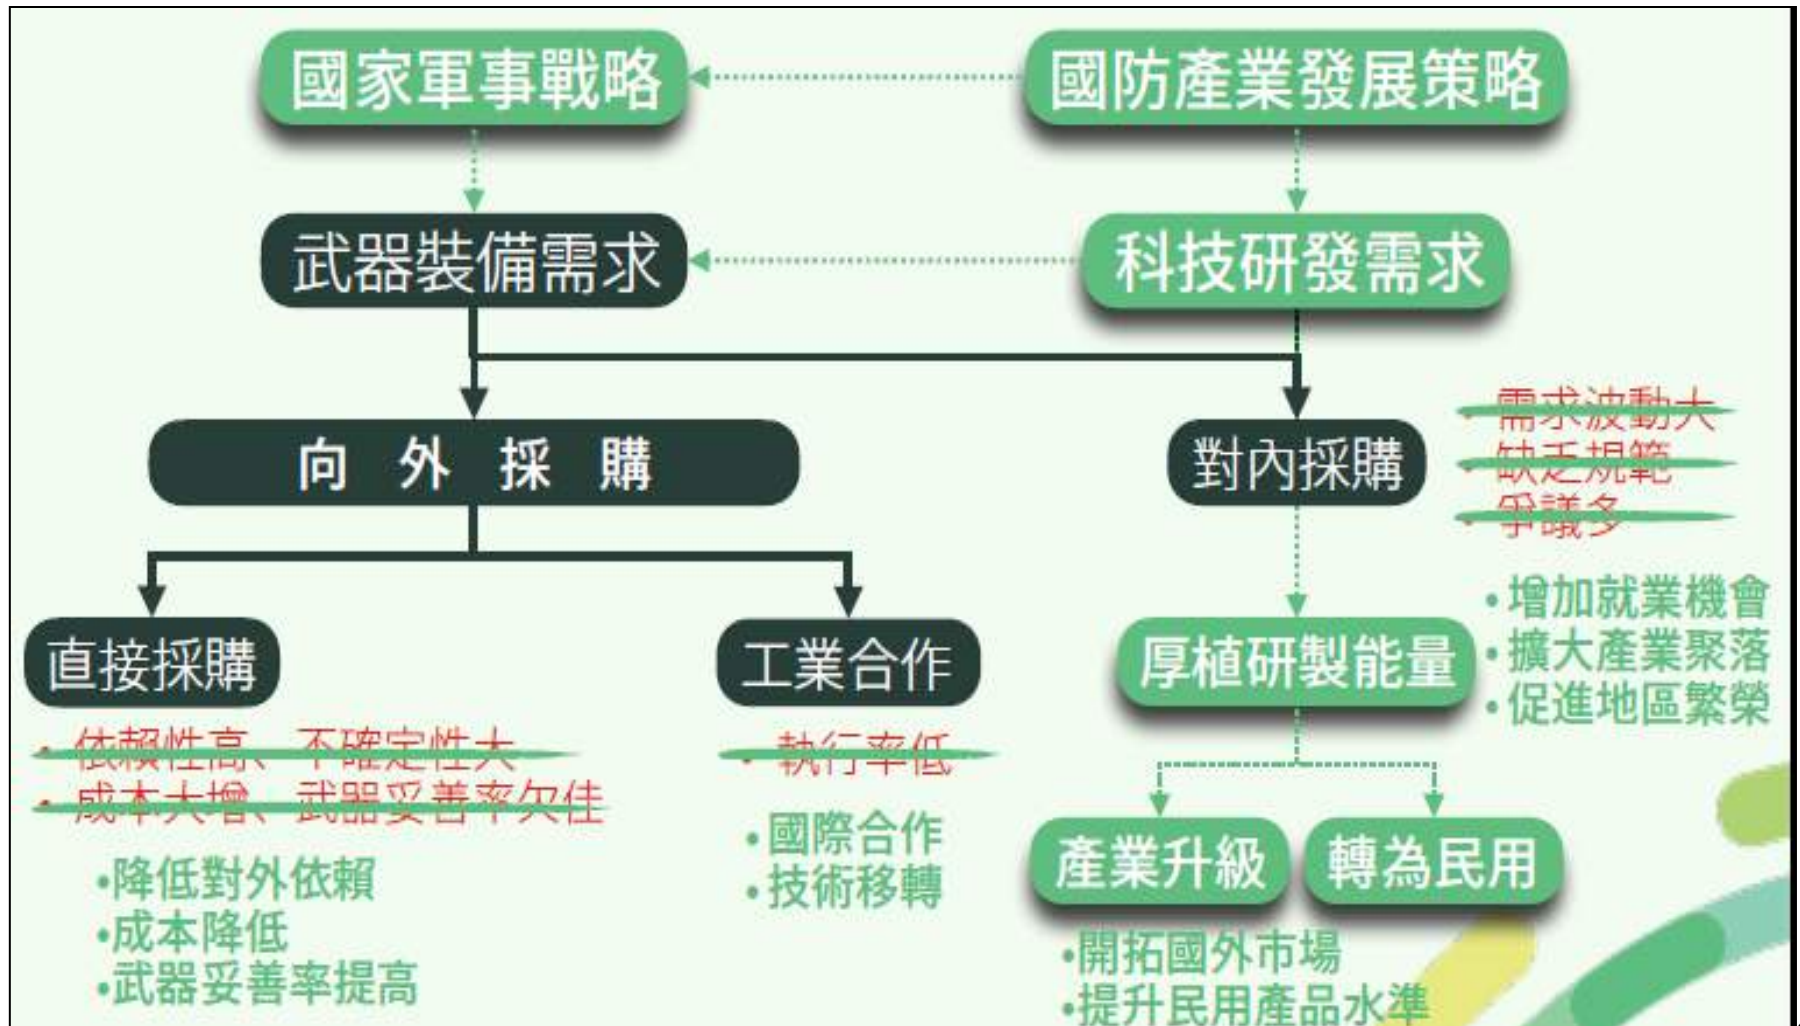 國家軍事戰略
國防產業發展策略
武器裝備需求
科技研發需求
向外採購
對內採購
• 需求波動大
• 缺乏規範
• 爭議多
直接採購
工業合作
厚植研製能量
• 增加就業機會
• 擴大產業聚落
• 促進地區繁榮
• 依賴性高、不確定性大
• 成本大增、武器妥善率欠佳
• 執行率低
• 降低對外依賴
• 成本降低
• 武器妥善率提高
• 國際合作
• 技術移轉
產業升級
轉為民用
• 開拓國外市場
• 提升民用產品水準